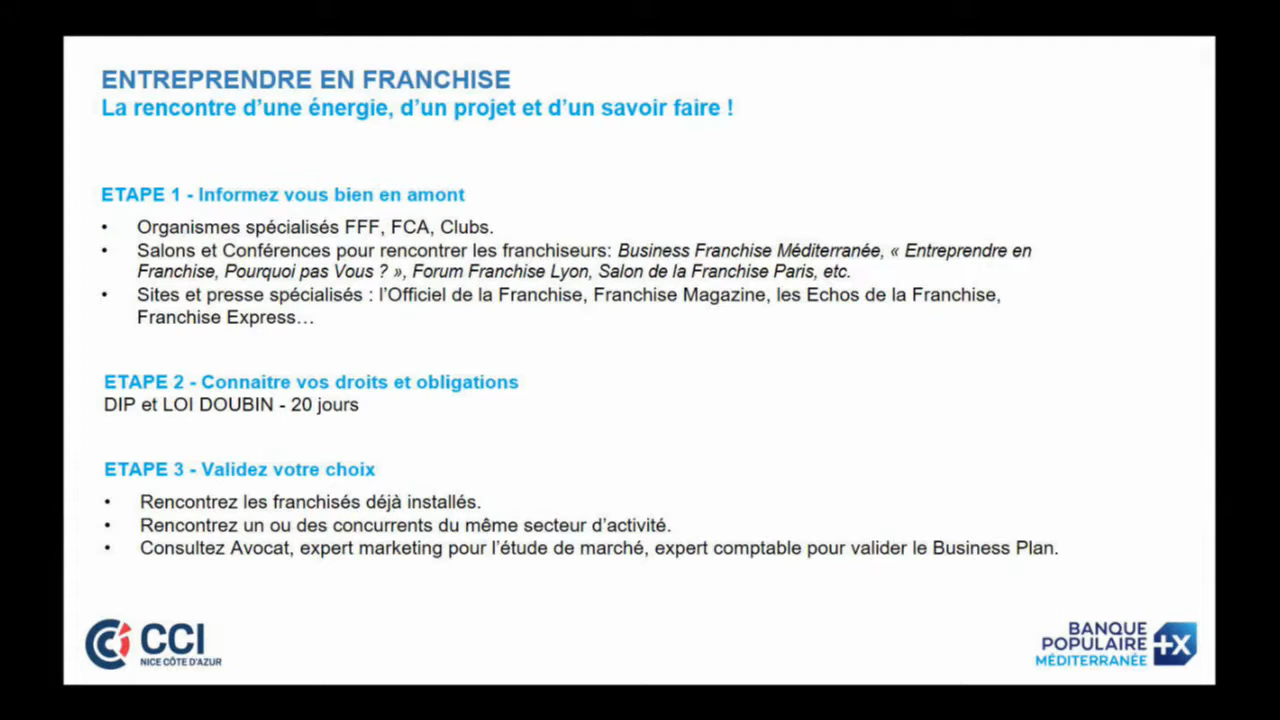 ENTREPRENDRE EN FRANCHISE
La rencontre d'une énergie, d'un projet et d'un savoir faire !
ETAPE 1 - Informez vous bien en amont
• Organismes spécialisés FFF, FCA, Clubs.
• Salons et Conférences pour rencontrer les franchiseurs: Business Franchise Méditerranée, « Entreprendre en
Franchise, Pourquoi pas Vous ? », Forum Franchise Lyon, Salon de la Franchise Paris, etc.
• Sites et presse spécialisés : l'Officiel de la Franchise, Franchise Magazine, les Echos de la Franchise,
Franchise Express…
ETAPE 2 - Connaitre vos droits et obligations
DIP et LOI DOUBIN - 20 jours
ETAPE 3 - Validez votre choix
• Rencontrez les franchisés déjà installés.
• Rencontrez un ou des concurrents du même secteur d'activité.
• Consultez Avocat, expert marketing pour l'étude de marché, expert comptable pour valider le Business Plan.
CCI
NICE CÔTE D'AZUR
BANQUE
POPULAIRE
MÉDITERRANÉE
+X